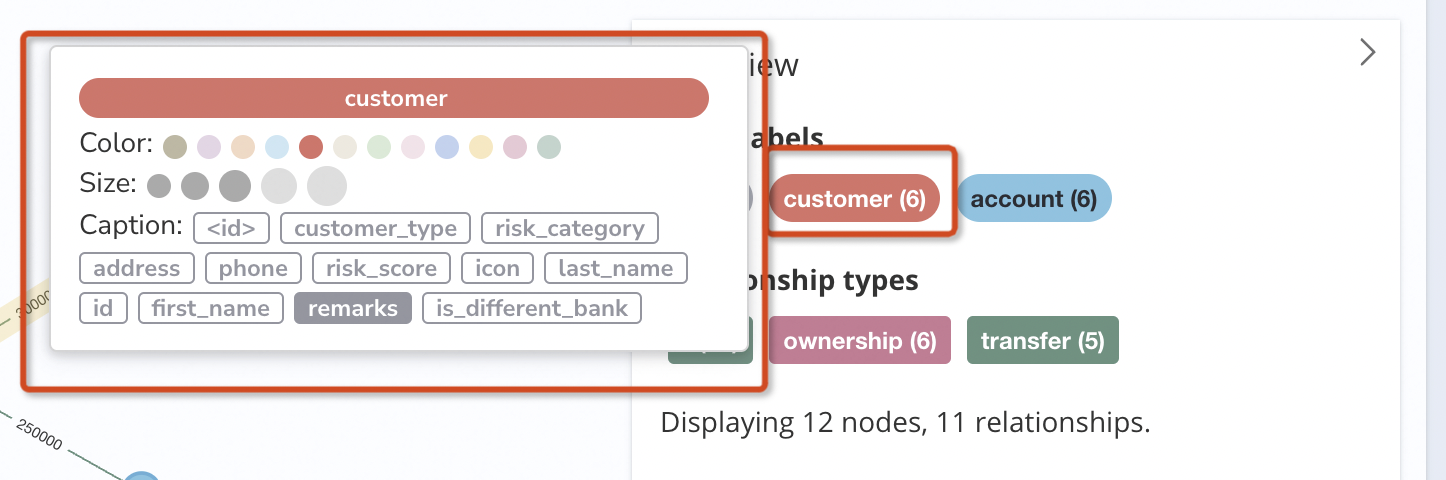 customer
Color:
Size:
Caption: <id> customer_type risk_category
address phone risk_score icon last_name
id first_name remarks is_different_bank
iew
abels
customer (6) account (6)
onship types
ownership (6) transfer (5)
Displaying 12 nodes, 11 relationships.
30000
250000